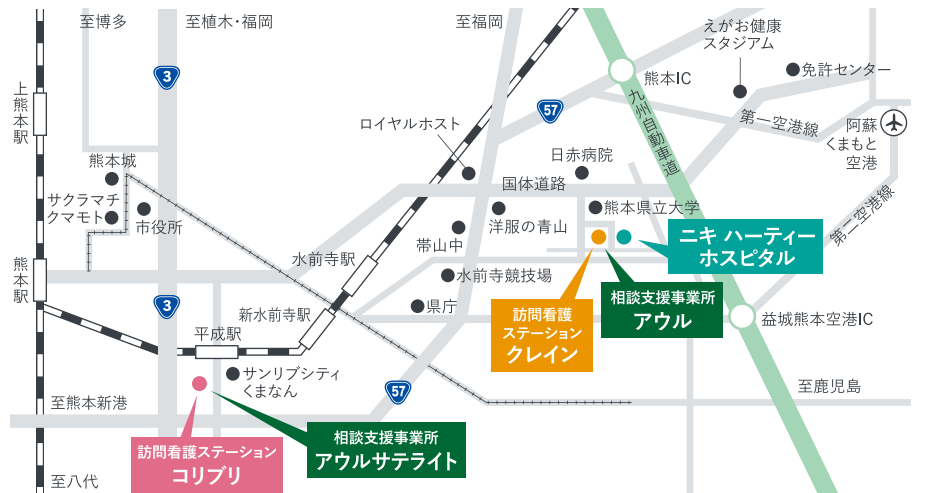 至博多
至植木・福岡
至福岡
えがお健康
スタジアム
3
熊本IC
免許センター
上熊本駅
57
九州自動車道
第一空港線
ロイヤルホスト
阿蘇
くまもと
空港
日赤病院
熊本城
国体道路
サクラマチ
クマモト
市役所
洋服の青山
熊本県立大学
第二空港線
帯山中
ニキ ハーティー
ホスピタル
水前寺駅
熊本駅
水前寺競技場
県庁
3
新水前寺駅
訪問看護
ステーション
クレイン
相談支援事業所
アウル
益城熊本空港IC
平成駅
サンリブシティ
くまなん
57
至鹿児島
至熊本新港
訪問看護ステーション
コリブリ
相談支援事業所
アウルサテライト
至八代